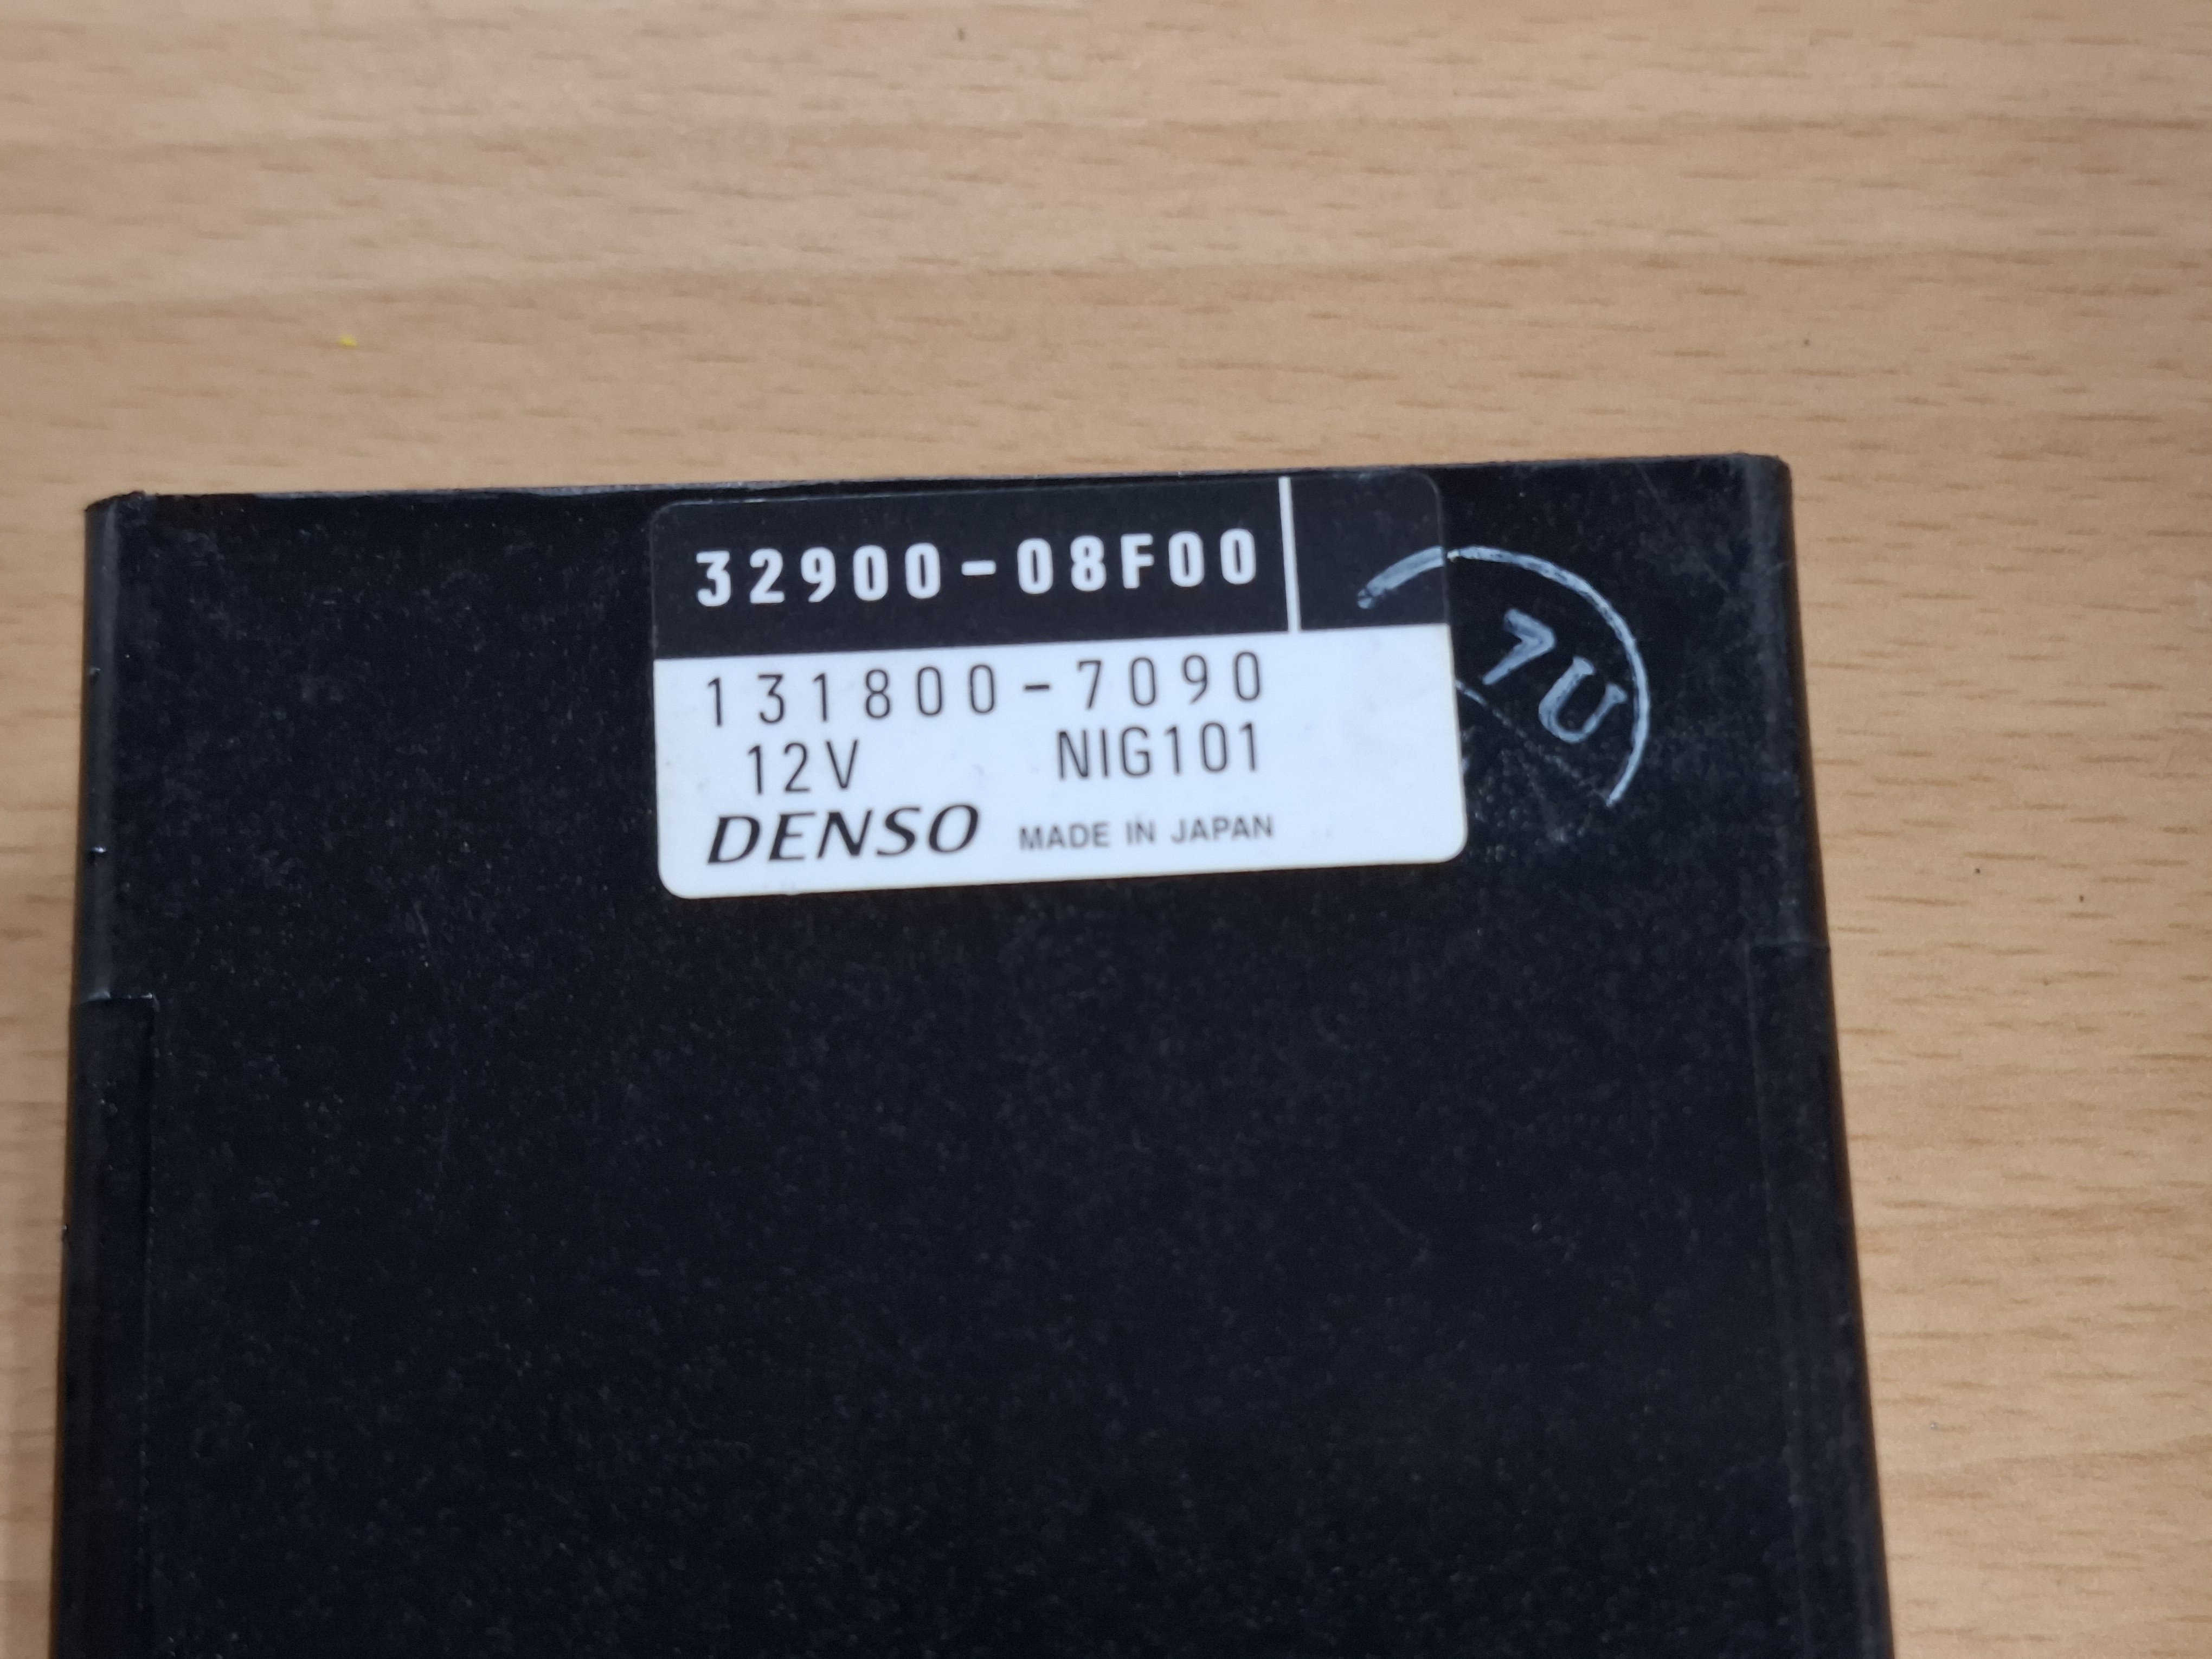 32900-08F00
131800-7090
12V NIG101
DENSO MADE IN JAPAN
7U